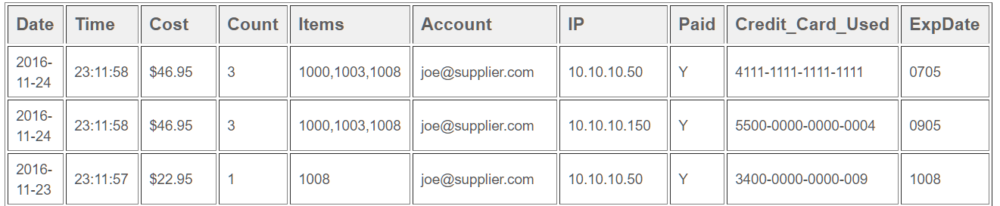 Date Time Cost Count Items Account IP Paid Credit_Card_Used ExpDate
2016-
11-24 23:11:58 $46.95 3 1000,1003,1008 joe@supplier.com 10.10.10.50 Y 4111-1111-1111-1111 0705
2016-
11-24 23:11:58 $46.95 3 1000,1003,1008 joe@supplier.com 10.10.10.150 Y 5500-0000-0000-0004 0905
2016-
11-23 23:11:57 $22.95 1 1008 joe@supplier.com 10.10.10.50 Y 3400-0000-0000-009 1008